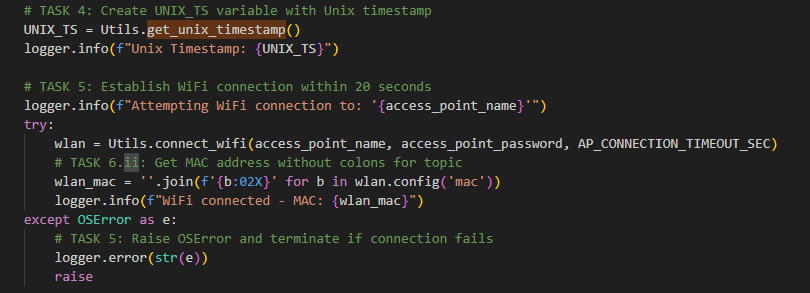 # TASK 4: Create UNIX_TS variable with Unix timestamp
UNIX_TS = Utils.get_unix_timestamp()
logger.info(f"Unix Timestamp: {UNIX_TS}")
# TASK 5: Establish WiFi connection within 20 seconds
logger.info(f"Attempting WiFi connection to: '{access_point_name}'")
try:
    wlan = Utils.connect_wifi(access_point_name, access_point_password, AP_CONNECTION_TIMEOUT_SEC)
    # TASK 6.ii: Get MAC address without colons for topic
    wlan_mac = ''.join(f'{b:02X}' for b in wlan.config('mac'))
    logger.info(f"WiFi connected - MAC: {wlan_mac}")
except OSError as e:
    # TASK 5: Raise OSError and terminate if connection fails
    logger.error(str(e))
    raise